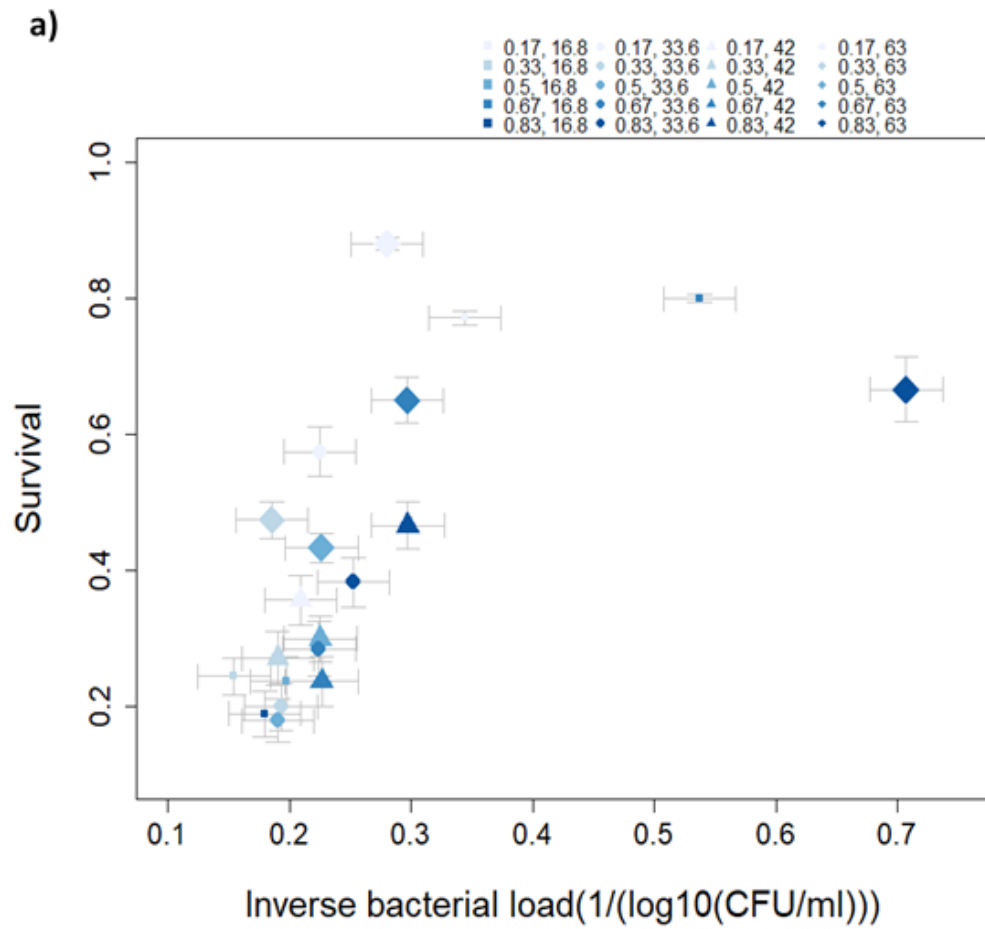 a)
0.17, 16.8 0.17, 33.6 0.17, 42 0.17, 63
0.33, 16.8 0.33, 33.6 0.33, 42 0.33, 63
0.5, 16.8 0.5, 33.6 0.5, 42 0.5, 63
0.67, 16.8 0.67, 33.6 0.67, 42 0.67, 63
0.83, 16.8 0.83, 33.6 0.83, 42 0.83, 63
1.0
0.8
0.6
0.4
0.2
Survival
0.1 0.2 0.3 0.4 0.5 0.6 0.7
Inverse bacterial load(1/(log10(CFU/ml)))